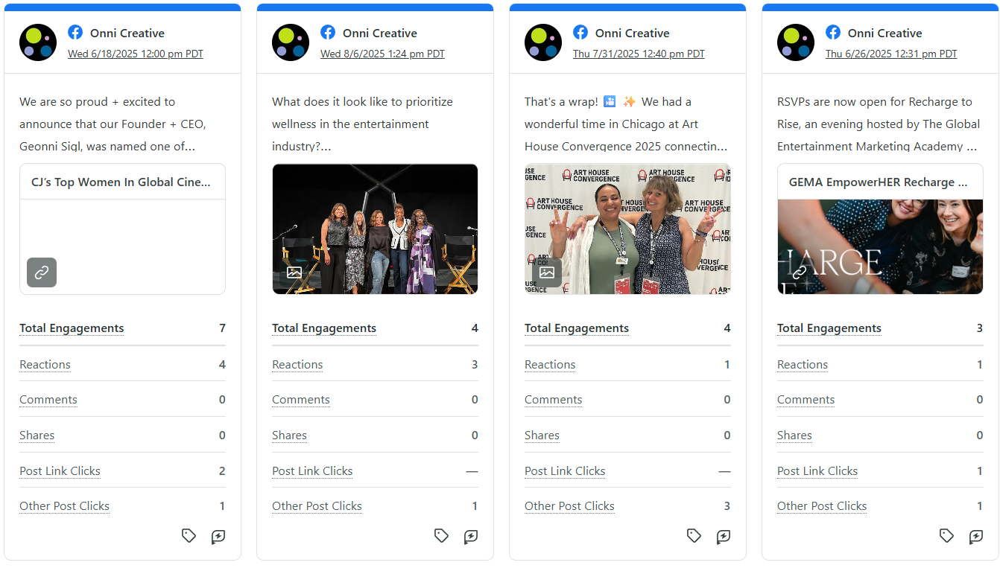 Onni Creative
Wed 6/18/2025 12:00 pm PDT
We are so proud + excited to
announce that our Founder + CEO,
Geonni Sigl, was named one of...
CJ's Top Women In Global Cine...
Total Engagements 7
Reactions 4
Comments 0
Shares 0
Post Link Clicks 2
Other Post Clicks 1
Onni Creative
Wed 8/6/2025 1:24 pm PDT
What does it look like to prioritize
wellness in the entertainment
industry?...
Total Engagements 4
Reactions 3
Comments 0
Shares 0
Post Link Clicks —
Other Post Clicks 1
Onni Creative
Thu 7/31/2025 12:40 pm PDT
That's a wrap! 🎦 ✨ We had a
wonderful time in Chicago at Art
House Convergence 2025 connectin...
ART HOUSE
CONVERGENCE
Total Engagements 4
Reactions 1
Comments 0
Shares 0
Post Link Clicks —
Other Post Clicks 3
Onni Creative
Thu 6/26/2025 12:31 pm PDT
RSVPs are now open for Recharge to
Rise, an evening hosted by The Global
Entertainment Marketing Academy ...
GEMA EmpowerHER Recharge ...
HARGE
Total Engagements 3
Reactions 1
Comments 0
Shares 0
Post Link Clicks 1
Other Post Clicks 1